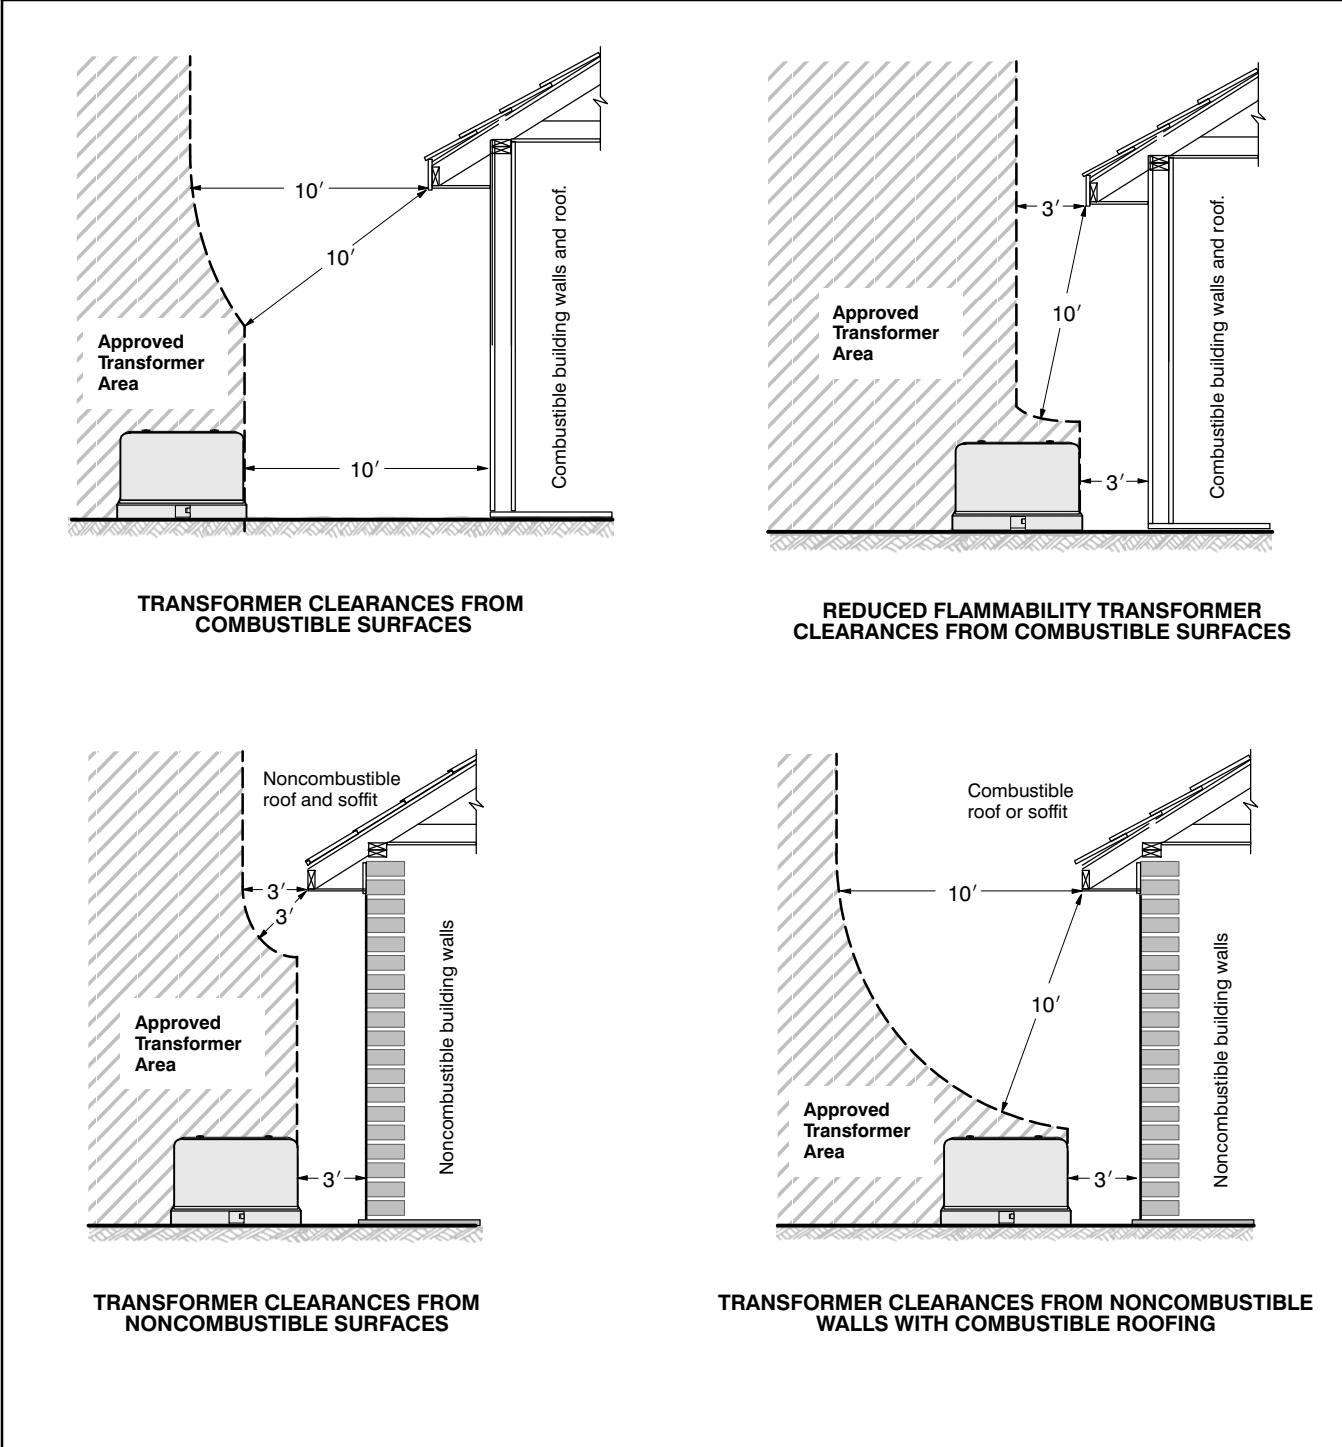 10′
10′
Approved
Transformer
Area
10′
Combustible building walls and roof.
TRANSFORMER CLEARANCES FROM
COMBUSTIBLE SURFACES
3′
10′
Approved
Transformer
Area
3′
Combustible building walls and roof.
REDUCED FLAMMABILITY TRANSFORMER
CLEARANCES FROM COMBUSTIBLE SURFACES
Noncombustible
roof and soffit
3′
3′
Approved
Transformer
Area
3′
Noncombustible building walls
TRANSFORMER CLEARANCES FROM
NONCOMBUSTIBLE SURFACES
Combustible
roof or soffit
10′
10′
Approved
Transformer
Area
3′
Noncombustible building walls
TRANSFORMER CLEARANCES FROM NONCOMBUSTIBLE
WALLS WITH COMBUSTIBLE ROOFING